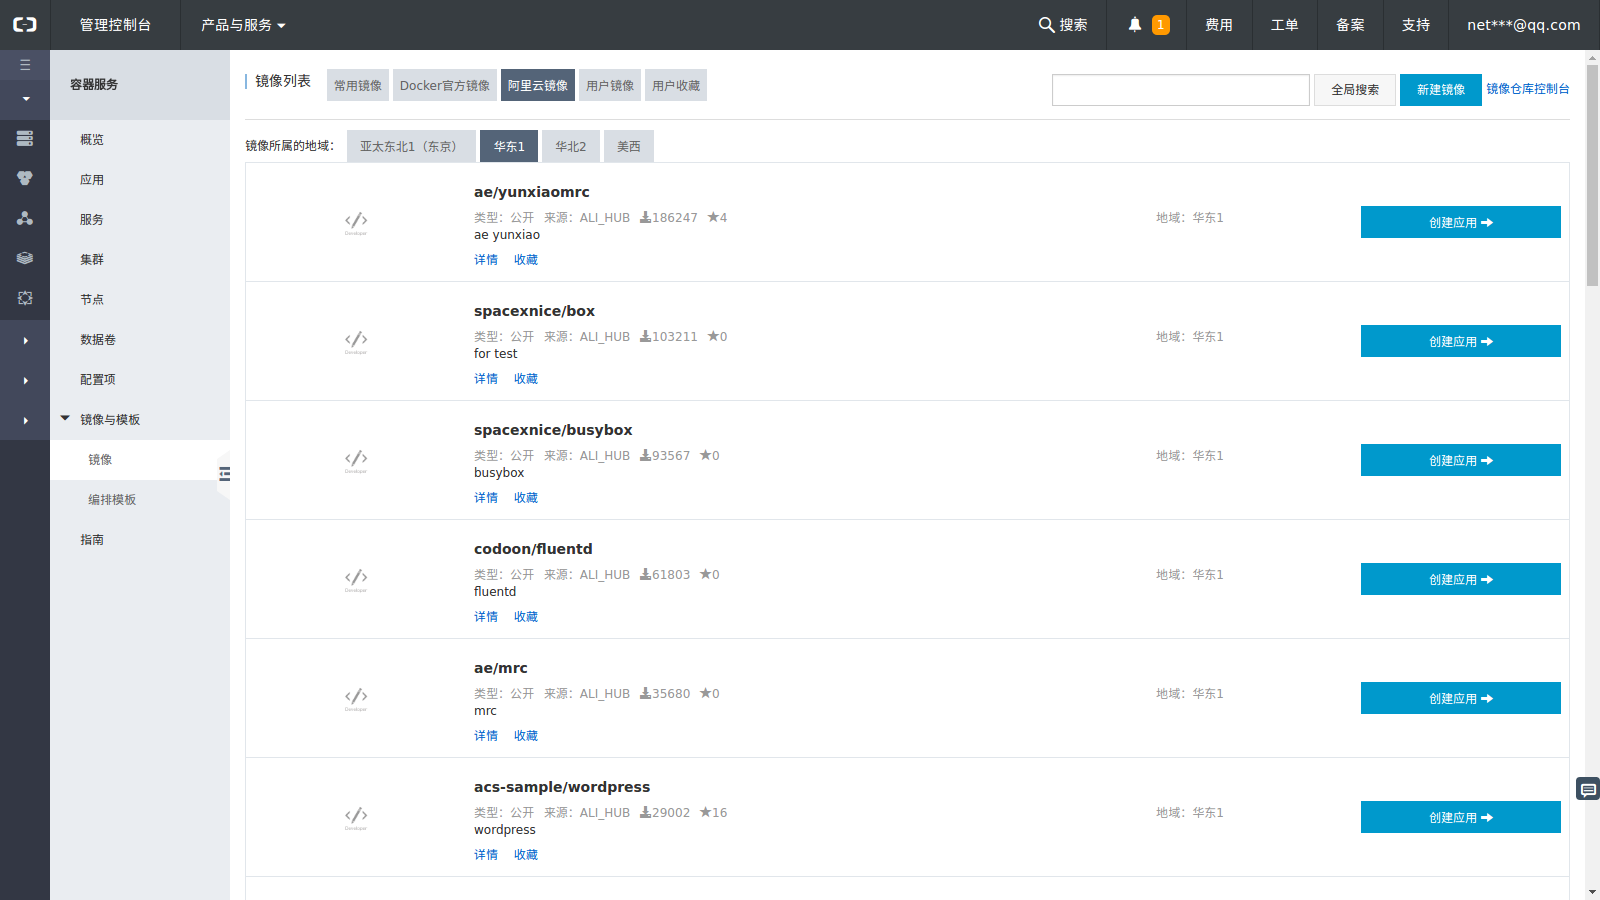 管理控制台 产品与服务 搜索 1 费用 工单 备案 支持 net***@qq.com
容器服务
概览
应用
服务
集群
节点
数据卷
配置项
镜像与模板
镜像
编排模板
指南
镜像列表 常用镜像 Docker官方镜像 阿里云镜像 用户镜像 用户收藏 全局搜索 新建镜像 镜像仓库控制台
镜像所属的地域： 亚太东北1（东京） 华东1 华北2 美西
Developer
ae/yunxiaomrc
类型：公开 来源：ALI_HUB 186247 ★4
ae yunxiao
详情 收藏
地域：华东1
创建应用
Developer
spacexnice/box
类型：公开 来源：ALI_HUB 103211 ★0
for test
详情 收藏
地域：华东1
创建应用
Developer
spacexnice/busybox
类型：公开 来源：ALI_HUB 93567 ★0
busybox
详情 收藏
地域：华东1
创建应用
Developer
codoon/fluentd
类型：公开 来源：ALI_HUB 61803 ★0
fluentd
详情 收藏
地域：华东1
创建应用
Developer
ae/mrc
类型：公开 来源：ALI_HUB 35680 ★0
mrc
详情 收藏
地域：华东1
创建应用
Developer
acs-sample/wordpress
类型：公开 来源：ALI_HUB 29002 ★16
wordpress
详情 收藏
地域：华东1
创建应用